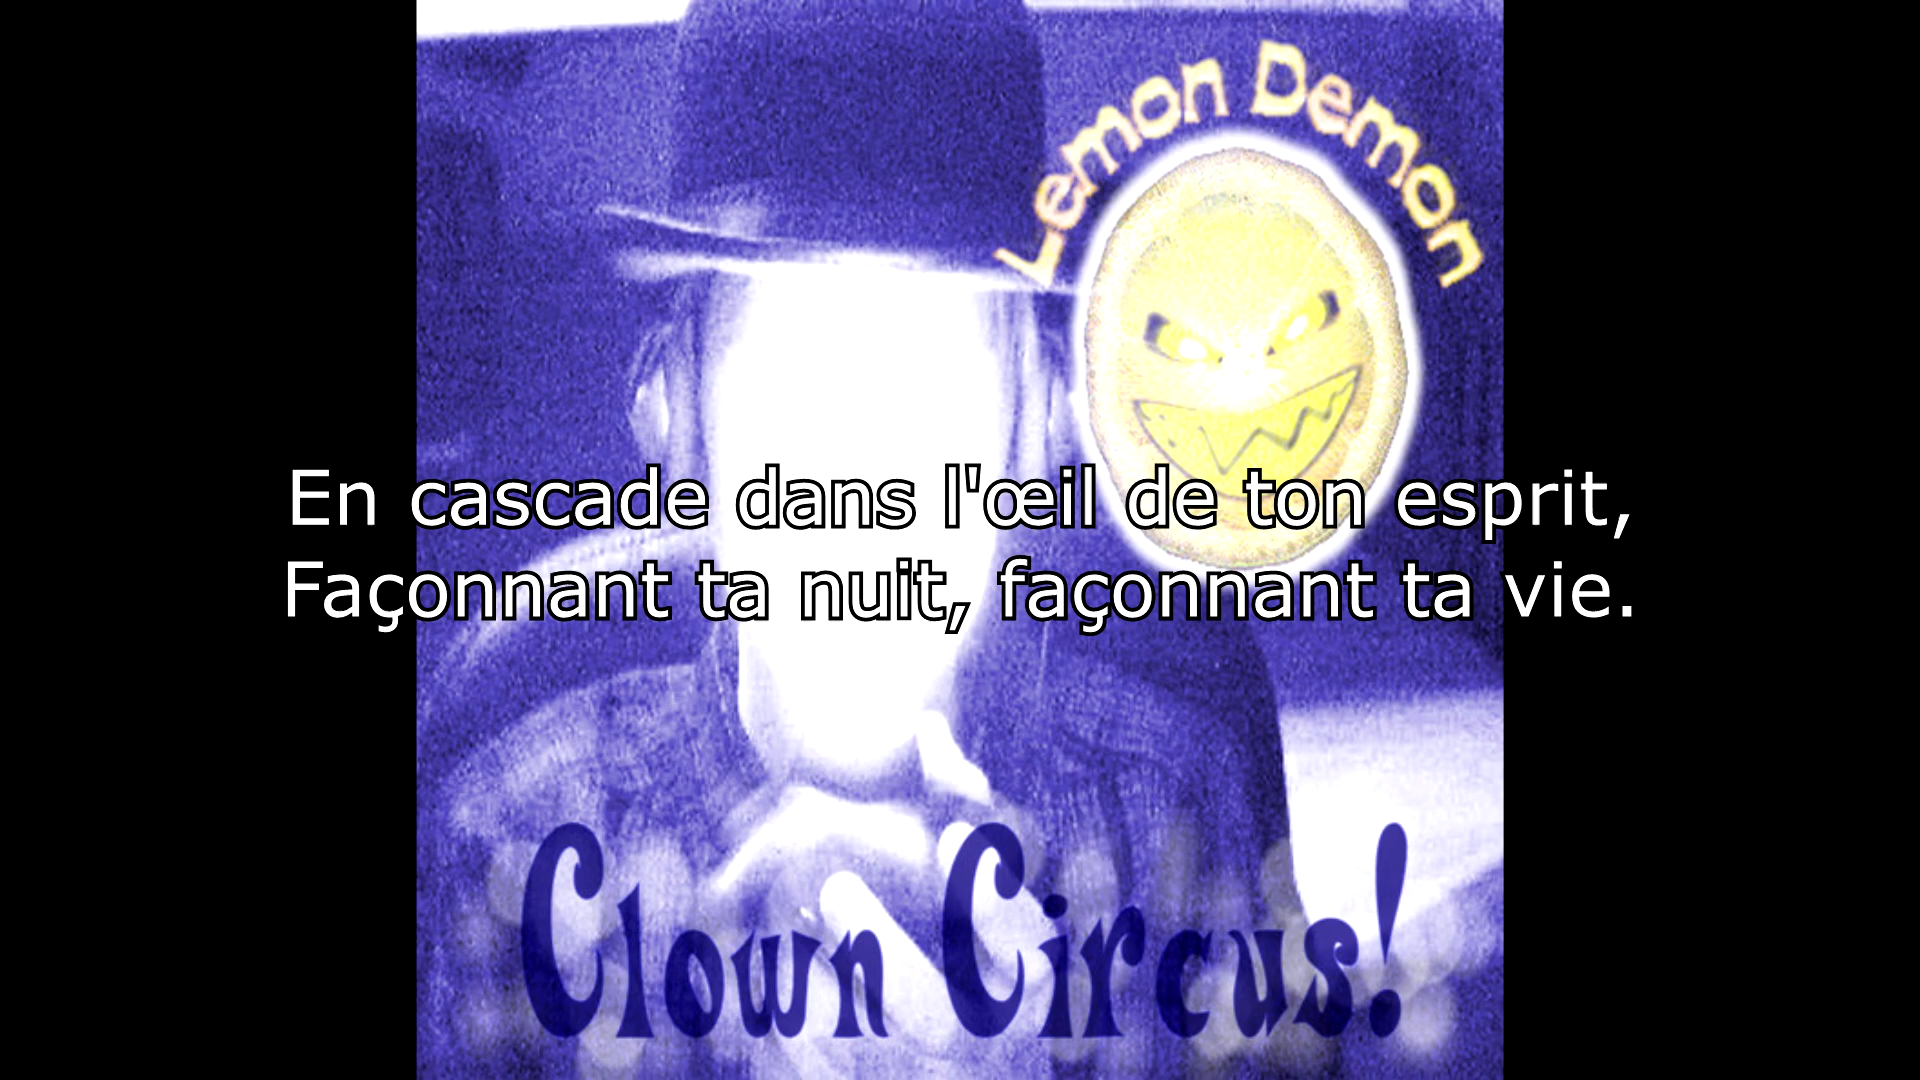 Lemon Demon
En cascade dans l'œil de ton esprit,
Façonnant ta nuit, façonnant ta vie.
Clown Circus!